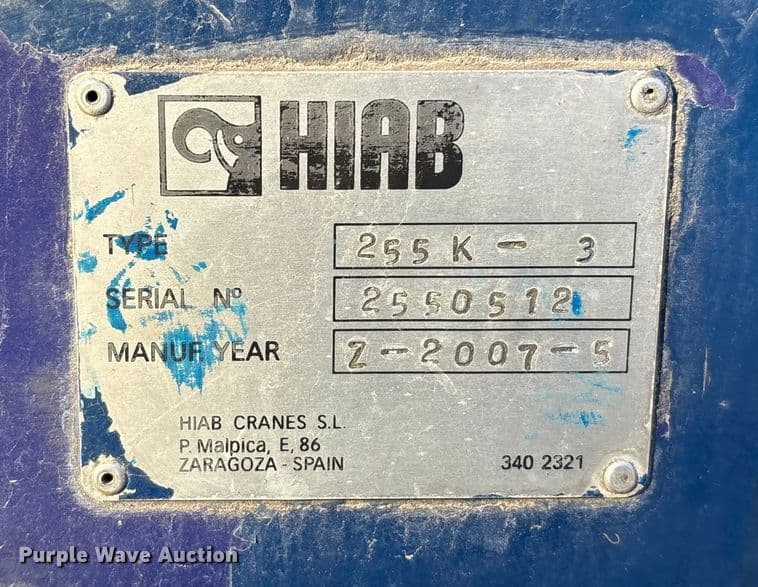 HIAB
TYPE 255 K - 3
SERIAL Nº 2550512
MANUF. YEAR Z-2007-5
HIAB CRANES S.L.
P. Malpica, E, 86
ZARAGOZA - SPAIN 340 2321
Purple Wave Auction